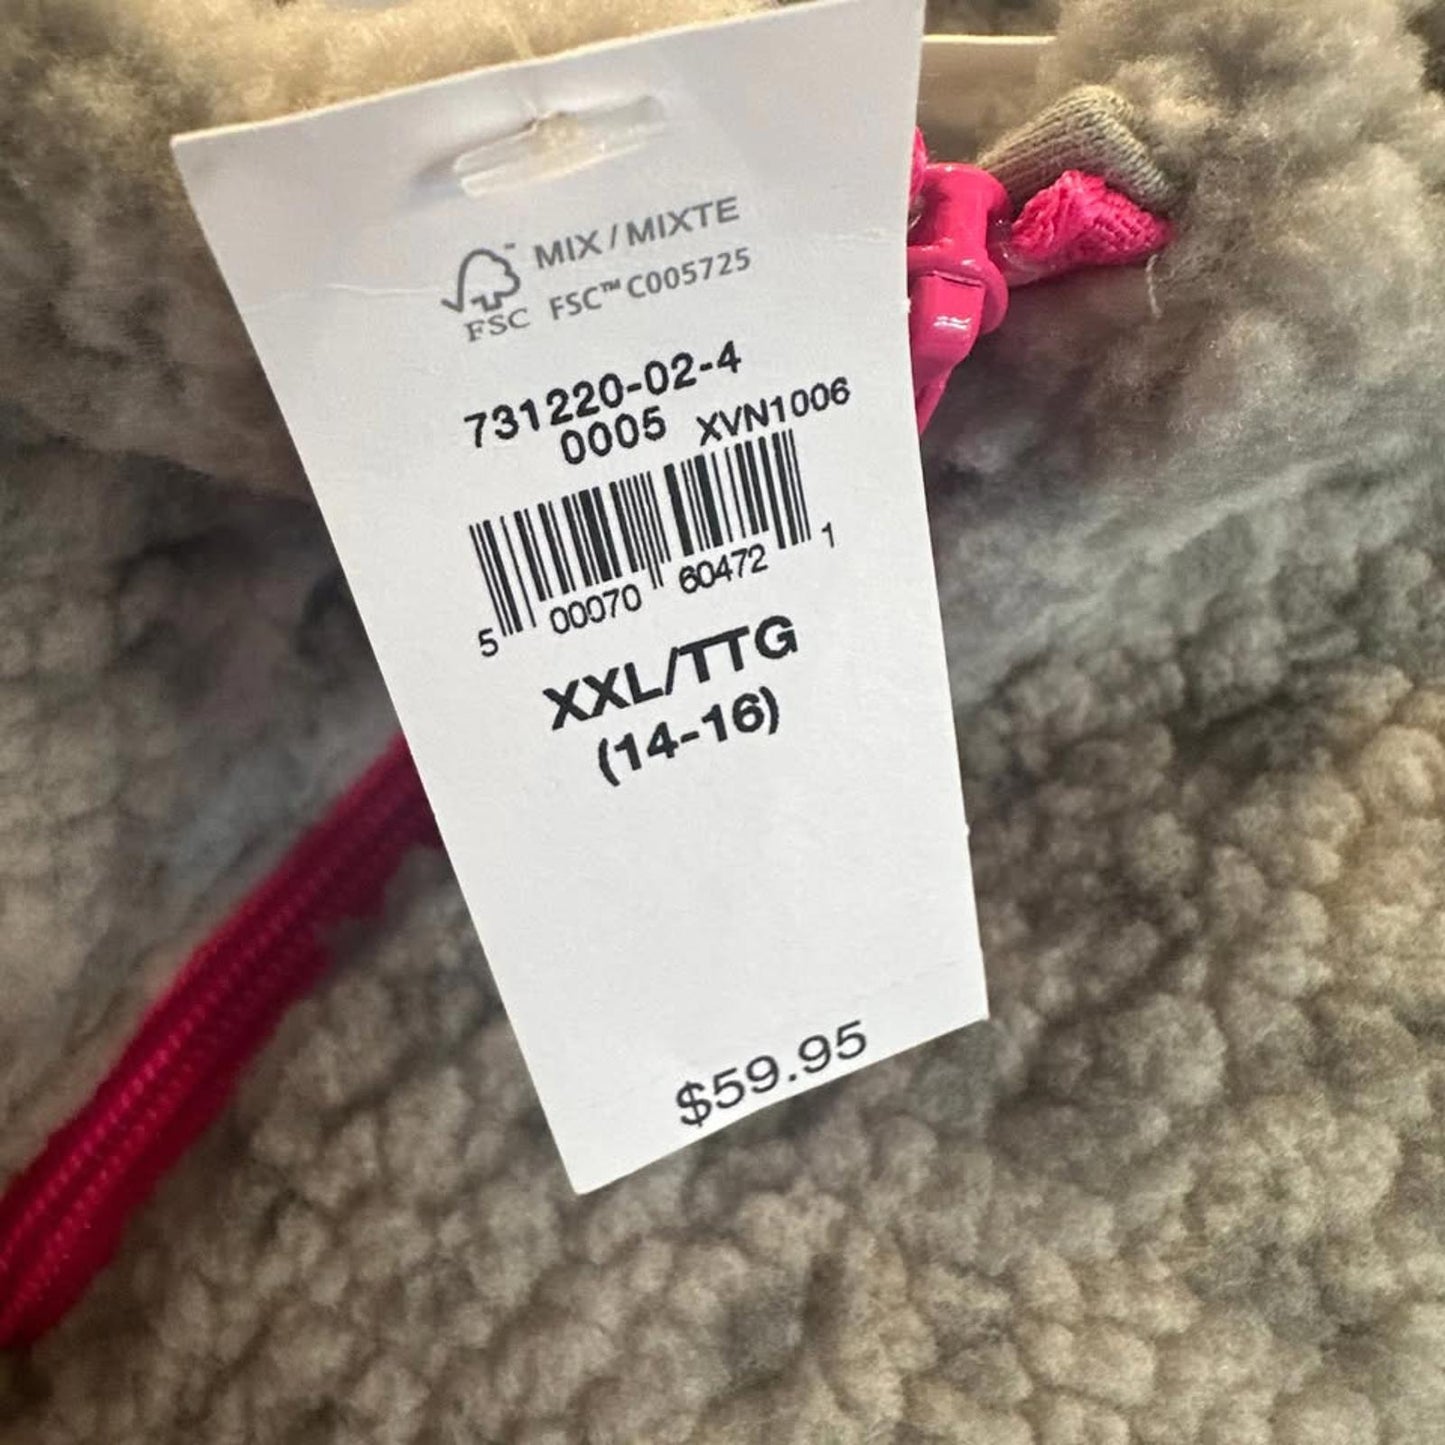 MIX / MIXTE
FSC™ C005725
FSC
731220-02-4
0005 XVN1006
5 00070 60472 1
XXL/TTG
(14-16)
$59.95